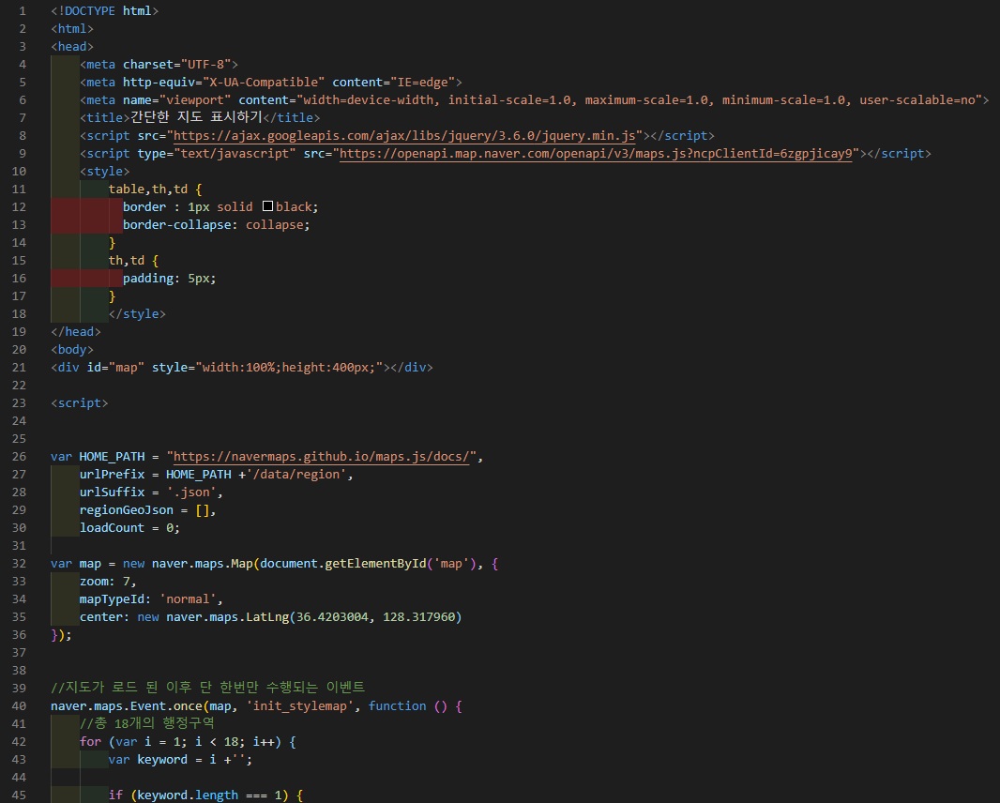 1 <!DOCTYPE html>
2 <html>
3 <head>
4 <meta charset="UTF-8">
5 <meta http-equiv="X-UA-Compatible" content="IE=edge">
6 <meta name="viewport" content="width=device-width, initial-scale=1.0, maximum-scale=1.0, minimum-scale=1.0, user-scalable=no">
7 <title>간단한 지도 표시하기</title>
8 <script src="https://ajax.googleapis.com/ajax/libs/jquery/3.6.0/jquery.min.js"></script>
9 <script type="text/javascript" src="https://openapi.map.naver.com/openapi/v3/maps.js?ncpClientId=6zgpjicay9"></script>
10 <style>
11 table,th,td {
12 border : 1px solid black;
13 border-collapse: collapse;
14 }
15 th,td {
16 padding: 5px;
17 }
18 </style>
19 </head>
20 <body>
21 <div id="map" style="width:100%;height:400px;"></div>
22
23 <script>
24
25
26 var HOME_PATH = "https://navermaps.github.io/maps.js/docs/",
27 urlPrefix = HOME_PATH +'/data/region',
28 urlSuffix = '.json',
29 regionGeoJson = [],
30 loadCount = 0;
31
32 var map = new naver.maps.Map(document.getElementById('map'), {
33 zoom: 7,
34 mapTypeId: 'normal',
35 center: new naver.maps.LatLng(36.4203004, 128.317960)
36 });
37
38
39 //지도가 로드 된 이후 단 한번만 수행되는 이벤트
40 naver.maps.Event.once(map, 'init_stylemap', function () {
41 //총 18개의 행정구역
42 for (var i = 1; i < 18; i++) {
43 var keyword = i +'';
44
45 if (keyword.length === 1) {